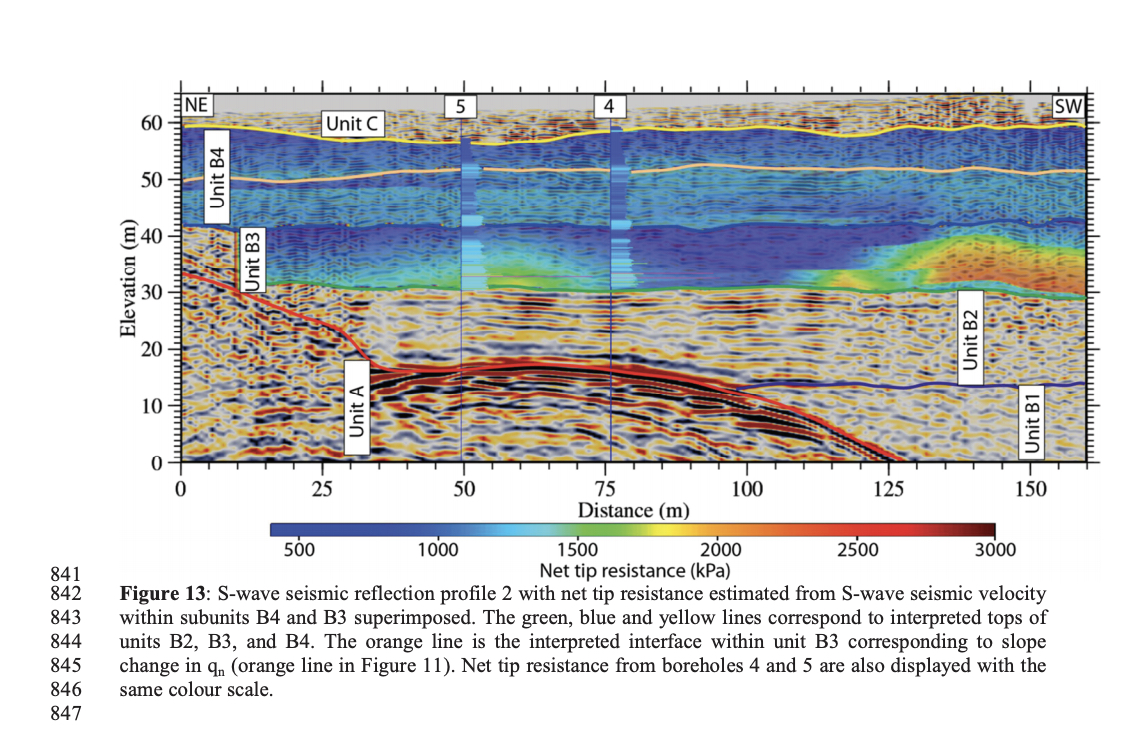 NE
5
4
SW
60
Unit C
Unit B4
50
40
Unit B3
Elevation (m)
30
Unit B2
20
Unit A
Unit B1
10
0
0 25 50 75 100 125 150
Distance (m)
500 1000 1500 2000 2500 3000
Net tip resistance (kPa)
841
842 Figure 13: S-wave seismic reflection profile 2 with net tip resistance estimated from S-wave seismic velocity
843 within subunits B4 and B3 superimposed. The green, blue and yellow lines correspond to interpreted tops of
844 units B2, B3, and B4. The orange line is the interpreted interface within unit B3 corresponding to slope
845 change in qn (orange line in Figure 11). Net tip resistance from boreholes 4 and 5 are also displayed with the
846 same colour scale.
847